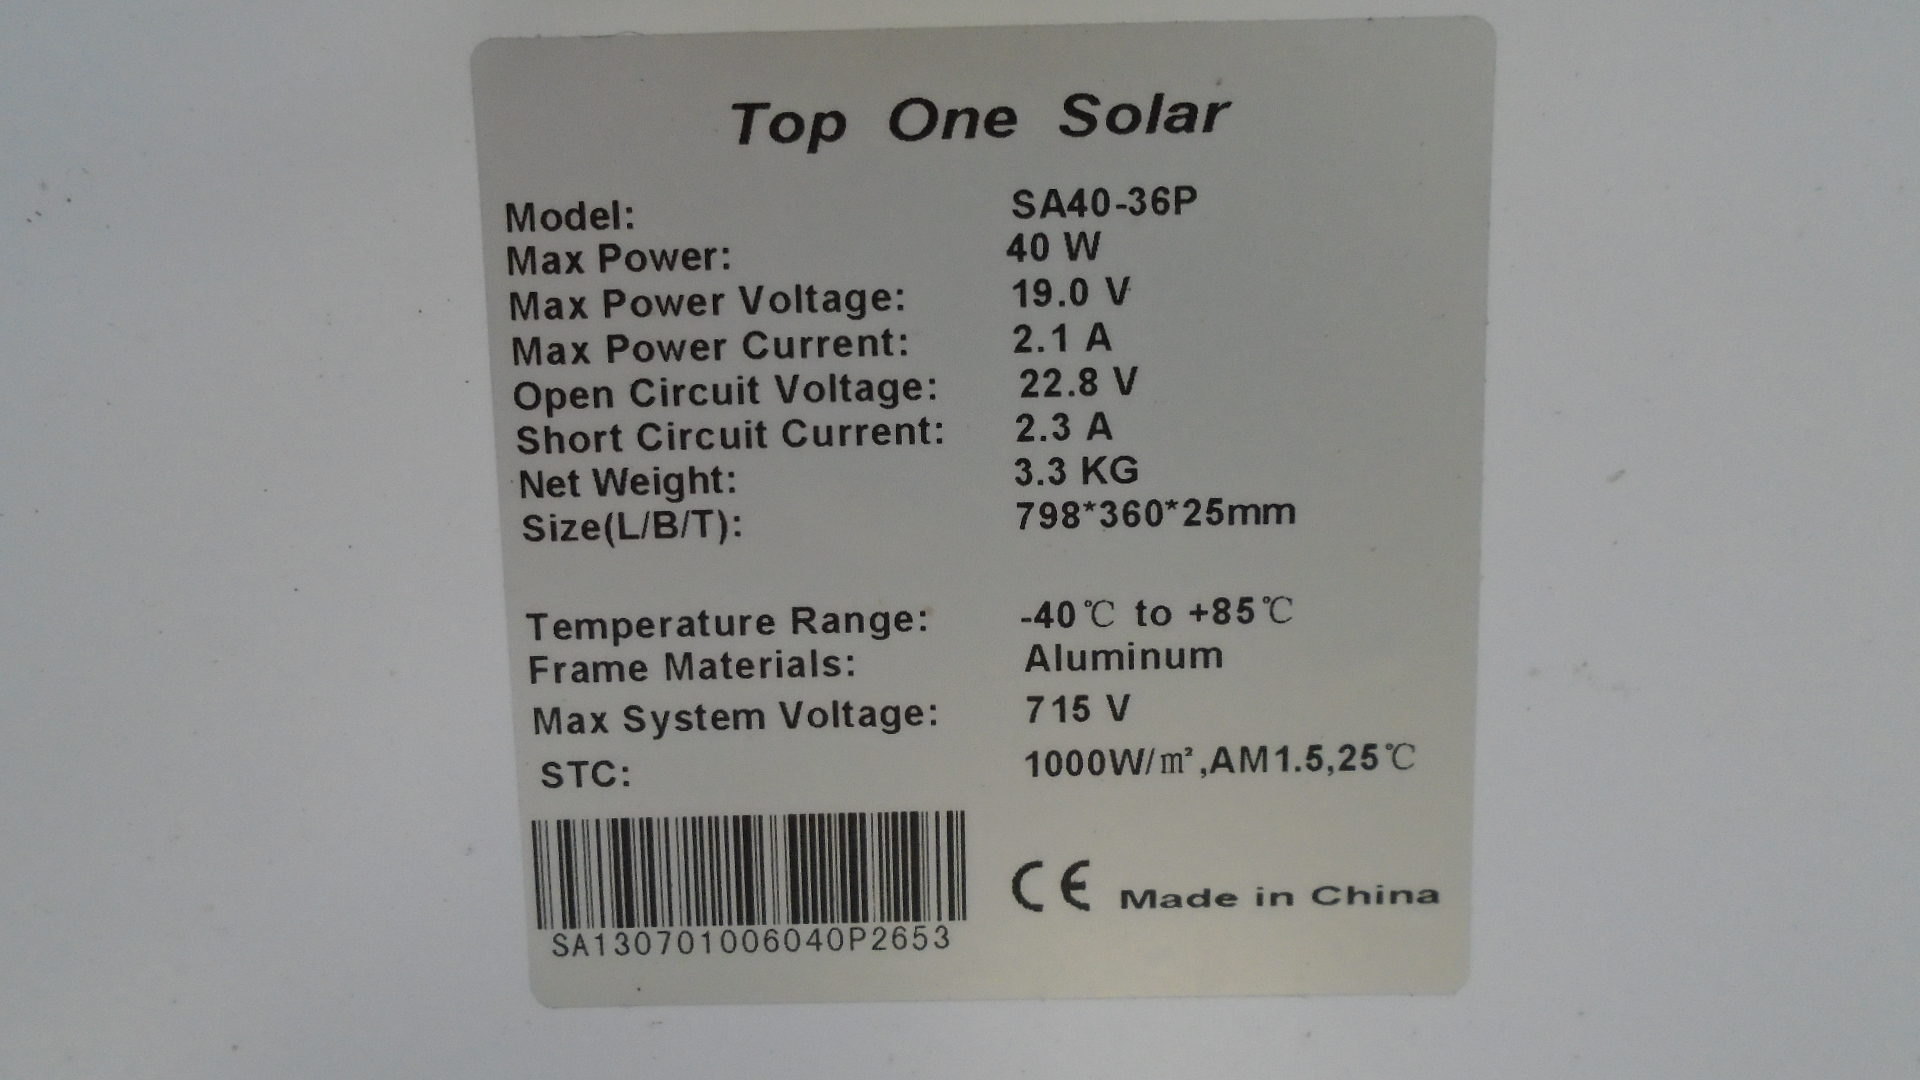 Top One Solar
Model: SA40-36P
Max Power: 40 W
Max Power Voltage: 19.0 V
Max Power Current: 2.1 A
Open Circuit Voltage: 22.8 V
Short Circuit Current: 2.3 A
Net Weight: 3.3 KG
Size(L/B/T): 798*360*25mm
Temperature Range: -40℃ to +85℃
Frame Materials: Aluminum
Max System Voltage: 715 V
STC: 1000W/m²,AM1.5,25℃
CE Made in China
SA130701006040P2653